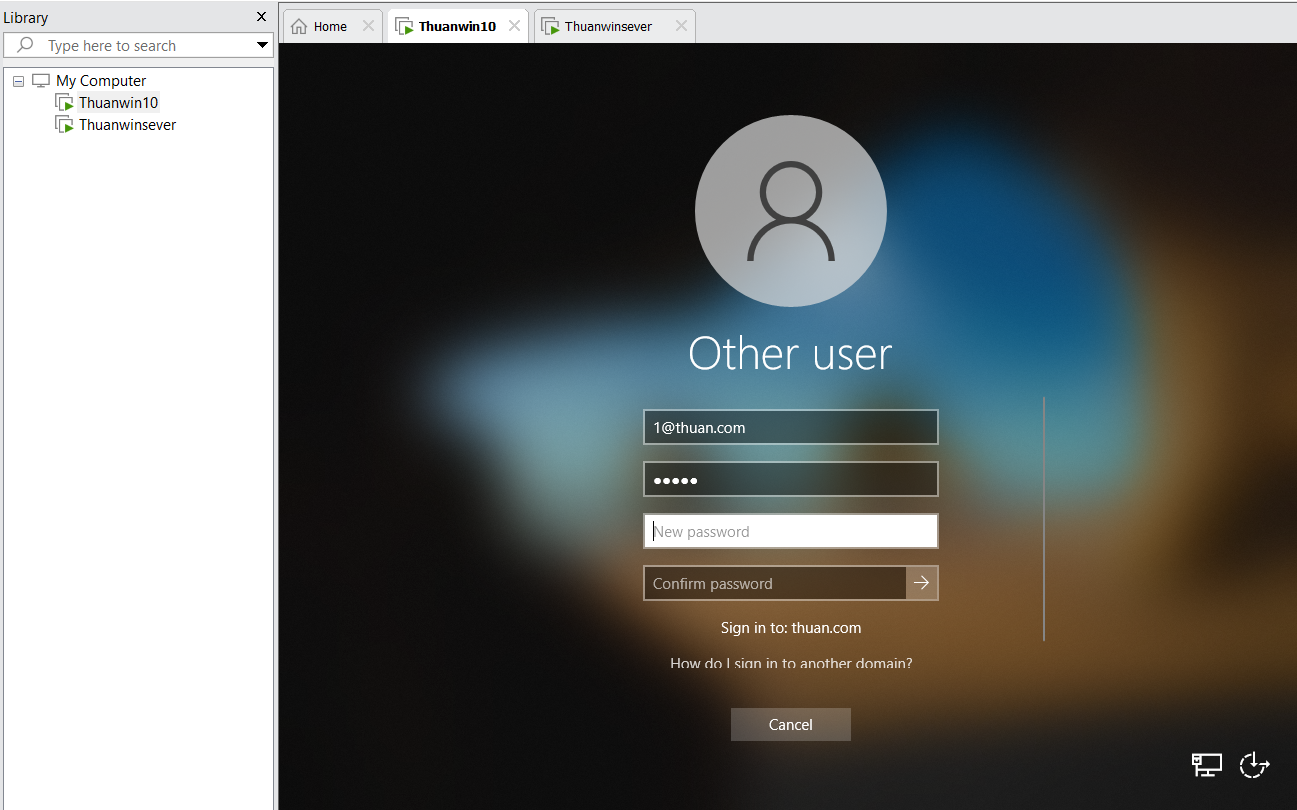 Library
Type here to search
My Computer
Thuanwin10
Thuanwinsever
Home
Thuanwin10
Thuanwinsever
Other user
1@thuan.com
●●●●●
New password
Confirm password
Sign in to: thuan.com
How do I sign in to another domain?
Cancel